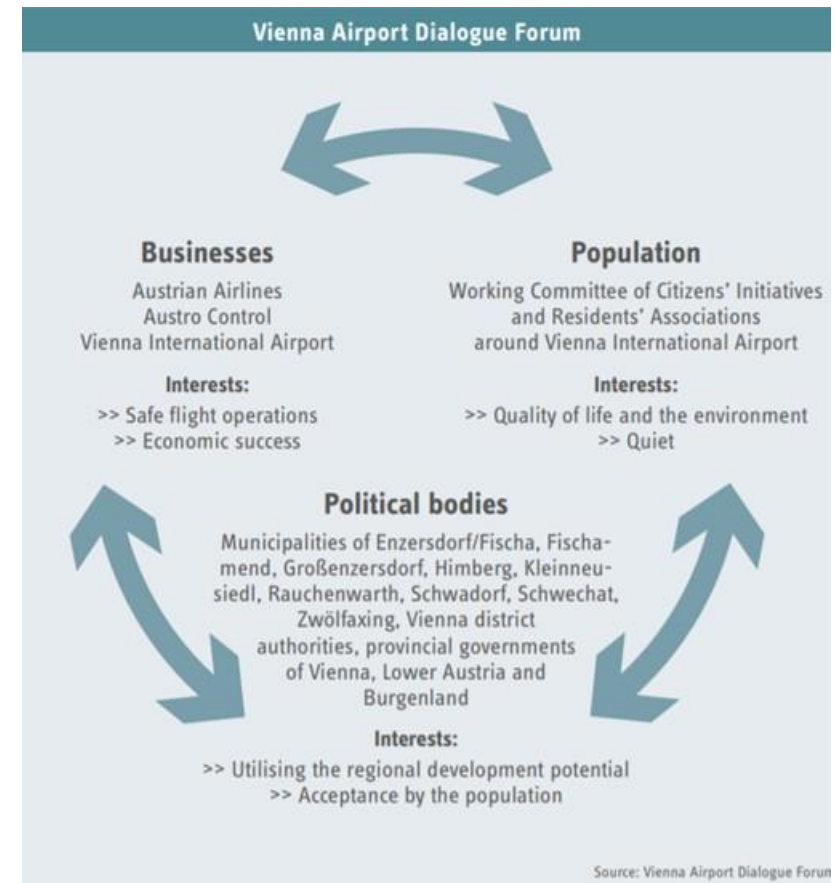 Vienna Airport Dialogue Forum
Businesses
Austrian Airlines
Austro Control
Vienna International Airport
Interests:
>> Safe flight operations
>> Economic success
Population
Working Committee of Citizens' Initiatives
and Residents' Associations
around Vienna International Airport
Interests:
>> Quality of life and the environment
>> Quiet
Political bodies
Municipalities of Enzersdorf/Fischa, Fischa-
mend, Großenzersdorf, Himberg, Kleinneu-
siedl, Rauchenwarth, Schwadorf, Schwechat,
Zwölfaxing, Vienna district
authorities, provincial governments
of Vienna, Lower Austria and
Burgenland
Interests:
>> Utilising the regional development potential
>> Acceptance by the population
Source: Vienna Airport Dialogue Forum